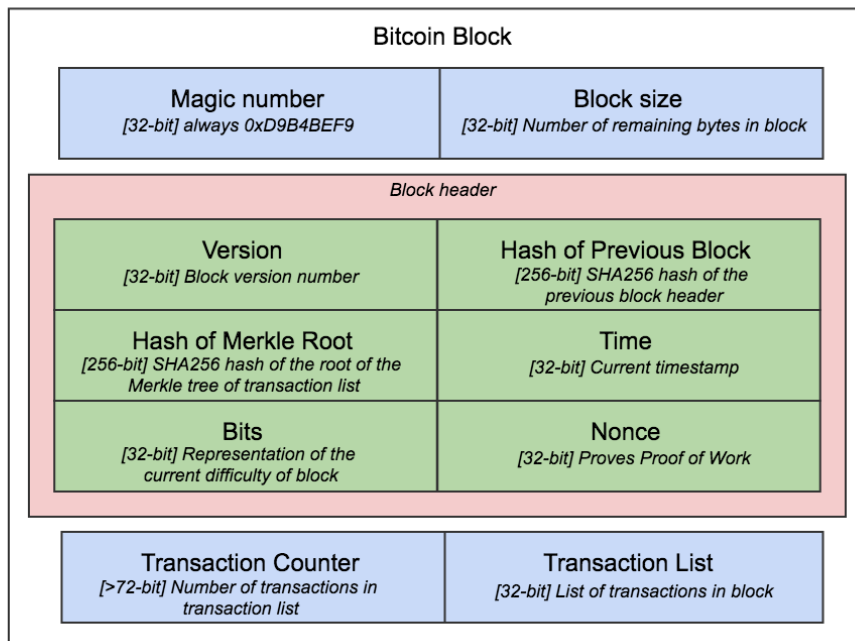 Bitcoin Block
Magic number
[32-bit] always 0xD9B4BEF9
Block size
[32-bit] Number of remaining bytes in block
Block header
Version
[32-bit] Block version number
Hash of Previous Block
[256-bit] SHA256 hash of the
previous block header
Hash of Merkle Root
[256-bit] SHA256 hash of the root of the
Merkle tree of transaction list
Time
[32-bit] Current timestamp
Bits
[32-bit] Representation of the
current difficulty of block
Nonce
[32-bit] Proves Proof of Work
Transaction Counter
[>72-bit] Number of transactions in
transaction list
Transaction List
[32-bit] List of transactions in block